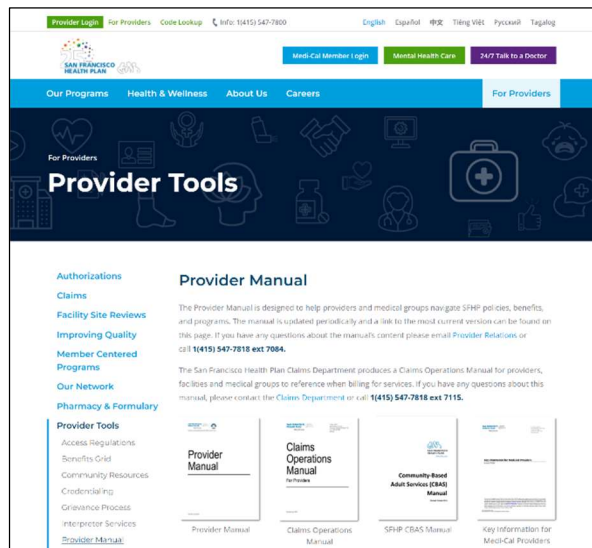 Provider Login For Providers Code Lookup Info: 1(415) 547-7800 English Español 中文 Tiếng Việt Русский Tagalog
SAN FRANCISCO
HEALTH PLAN
Medi-Cal Member Login Mental Health Care 24/7 Talk to a Doctor
Our Programs Health & Wellness About Us Careers For Providers
For Providers
Provider Tools
Authorizations
Claims
Facility Site Reviews
Improving Quality
Member Centered
Programs
Our Network
Pharmacy & Formulary
Provider Tools
Access Regulations
Benefits Grid
Community Resources
Credentialing
Grievance Process
Interpreter Services
Provider Manual
Provider Manual
The Provider Manual is designed to help providers and medical groups navigate SFHP policies, benefits,
and programs. The manual is updated periodically and a link to the most current version can be found on
this page. If you have any questions about the manual's content please email Provider Relations or
call 1(415) 547-7818 ext 7084.
The San Francisco Health Plan Claims Department produces a Claims Operations Manual for providers,
facilities and medical groups to reference when billing for services. If you have any questions about this
manual, please contact the Claims Department or call 1(415) 547-7818 ext 7115.
Provider
Manual
Provider Manual
Claims
Operations
Manual
For Providers
Claims Operations
Manual
Community-Based
Adult Services (CBAS)
Manual
SFHP CBAS Manual
Key Information for
Medi-Cal Providers